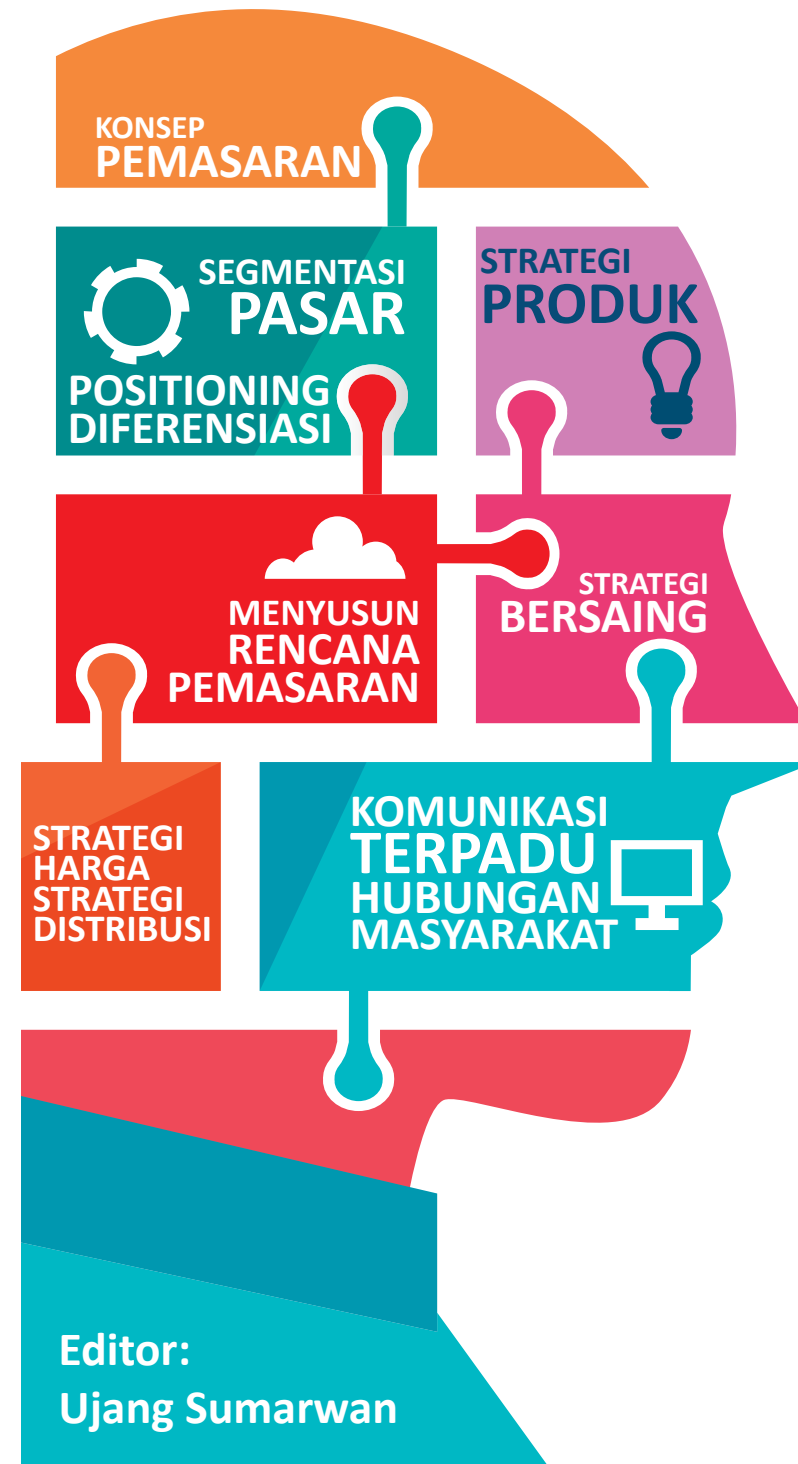 KONSEP
PEMASARAN
SEGMENTASI
PASAR
POSITIONING
DIFERENSIASI
STRATEGI
PRODUK
MENYUSUN
RENCANA
PEMASARAN
STRATEGI
BERSAING
STRATEGI
HARGA
STRATEGI
DISTRIBUSI
KOMUNIKASI
TERPADU
HUBUNGAN
MASYARAKAT
Editor:
Ujang Sumarwan